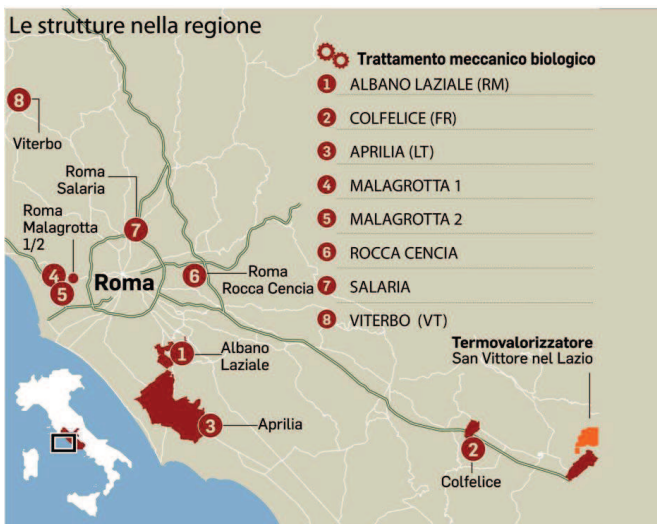 Le strutture nella regione
Trattamento meccanico biologico
1 ALBANO LAZIALE (RM)
2 COLFELICE (FR)
3 APRILIA (LT)
4 MALAGROTTA 1
5 MALAGROTTA 2
6 ROCCA CENCIA
7 SALARIA
8 VITERBO (VT)
8
Viterbo
Roma
Salaria
7
Roma
Malagrotta
1/2
4
5
Roma
6
Roma
Rocca Cencia
1
Albano
Laziale
3
Aprilia
Termovalorizzatore
San Vittore nel Lazio
2
Colfelice